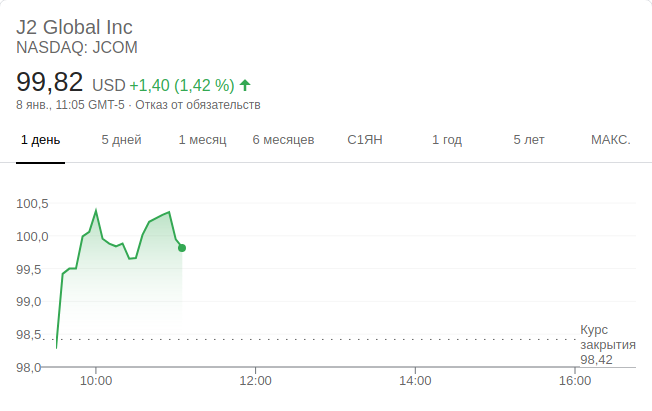 J2 Global Inc
NASDAQ: JCOM
99,82 USD +1,40 (1,42 %)
8 янв., 11:05 GMT-5 · Отказ от обязательств
1 день 5 дней 1 месяц 6 месяцев С1ЯН 1 год 5 лет МАКС.
100,5
100,0
99,5
99,0
98,5
98,0
Курс
закрытия
98,42
10:00 12:00 14:00 16:00